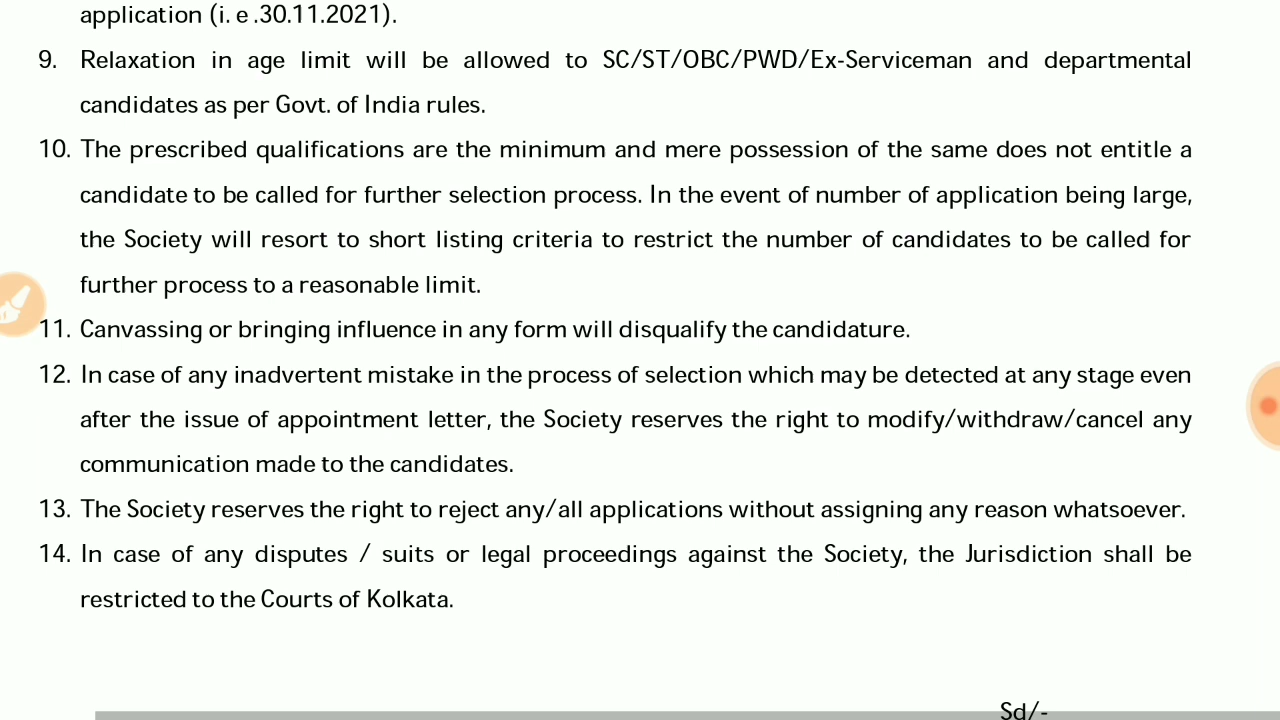 application (i. e .30.11.2021).
9. Relaxation in age limit will be allowed to SC/ST/OBC/PWD/Ex-Serviceman and departmental
candidates as per Govt. of India rules.
10. The prescribed qualifications are the minimum and mere possession of the same does not entitle a
candidate to be called for further selection process. In the event of number of application being large,
the Society will resort to short listing criteria to restrict the number of candidates to be called for
further process to a reasonable limit.
11. Canvassing or bringing influence in any form will disqualify the candidature.
12. In case of any inadvertent mistake in the process of selection which may be detected at any stage even
after the issue of appointment letter, the Society reserves the right to modify/withdraw/cancel any
communication made to the candidates.
13. The Society reserves the right to reject any/all applications without assigning any reason whatsoever.
14. In case of any disputes / suits or legal proceedings against the Society, the Jurisdiction shall be
restricted to the Courts of Kolkata.
Sd/-